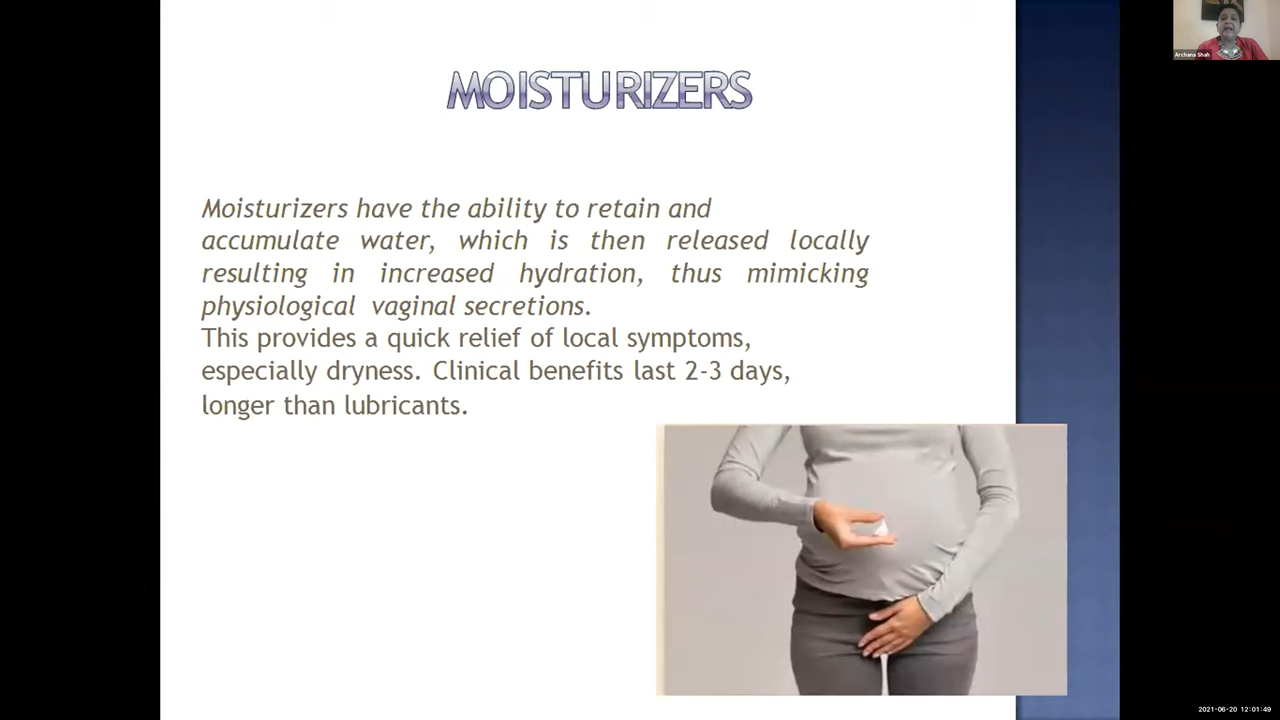 Archana Shah
MOISTURIZERS
Moisturizers have the ability to retain and
accumulate water, which is then released locally
resulting in increased hydration, thus mimicking
physiological vaginal secretions.
This provides a quick relief of local symptoms,
especially dryness. Clinical benefits last 2-3 days,
longer than lubricants.
2021-06-20 12:01:49